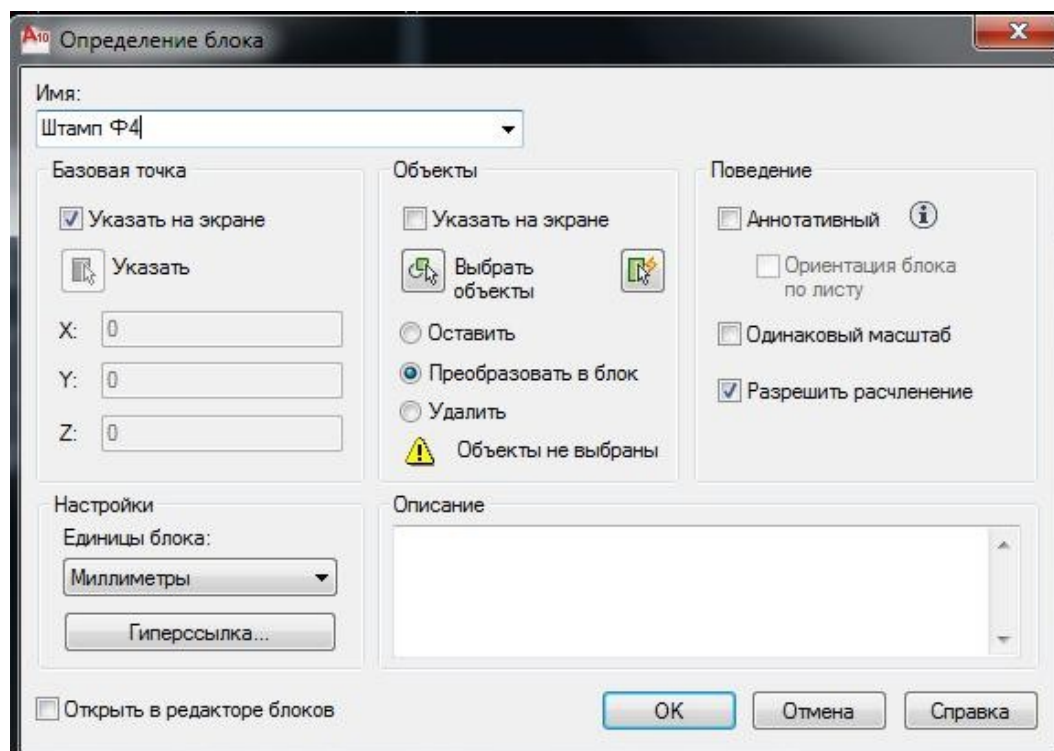 A10 Определение блока
Имя:
Штамп Ф4
Базовая точка
Указать на экране
Указать
X: 0
Y: 0
Z: 0
Объекты
Указать на экране
Выбрать
объекты
Оставить
Преобразовать в блок
Удалить
Объекты не выбраны
Поведение
Аннотативный
Ориентация блока
по листу
Одинаковый масштаб
Разрешить расчленение
Настройки
Единицы блока:
Миллиметры
Гиперссылка...
Описание
Открыть в редакторе блоков
OK
Отмена
Справка